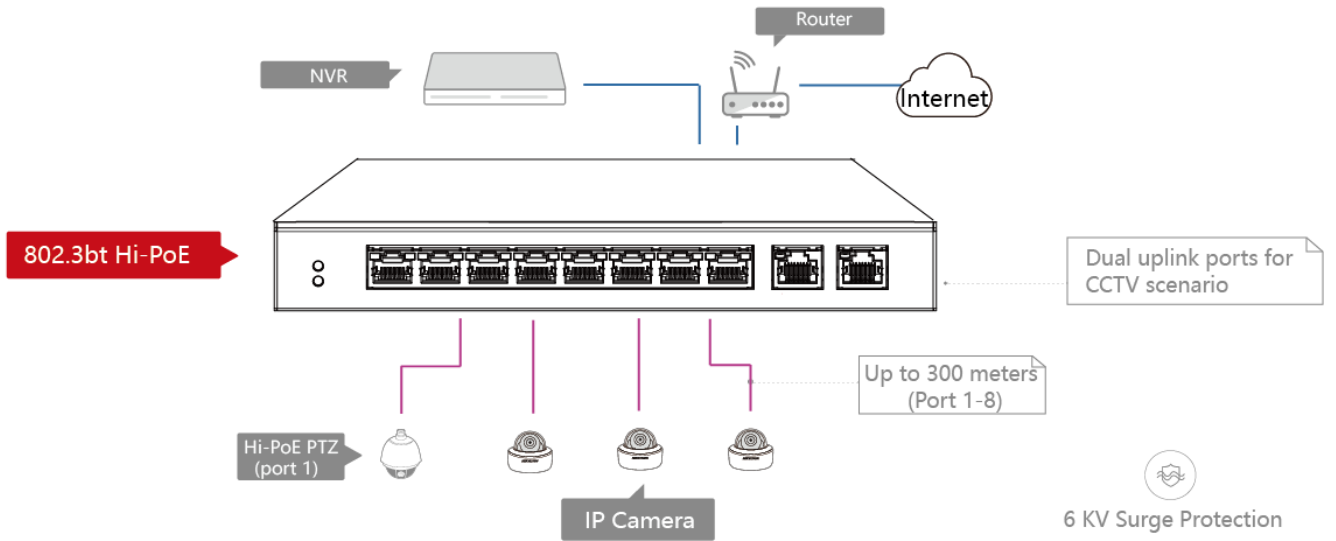 Router
NVR
Internet
802.3bt Hi-PoE
Dual uplink ports for
CCTV scenario
Up to 300 meters
(Port 1-8)
Hi-PoE PTZ
(port 1)
IP Camera
6 KV Surge Protection